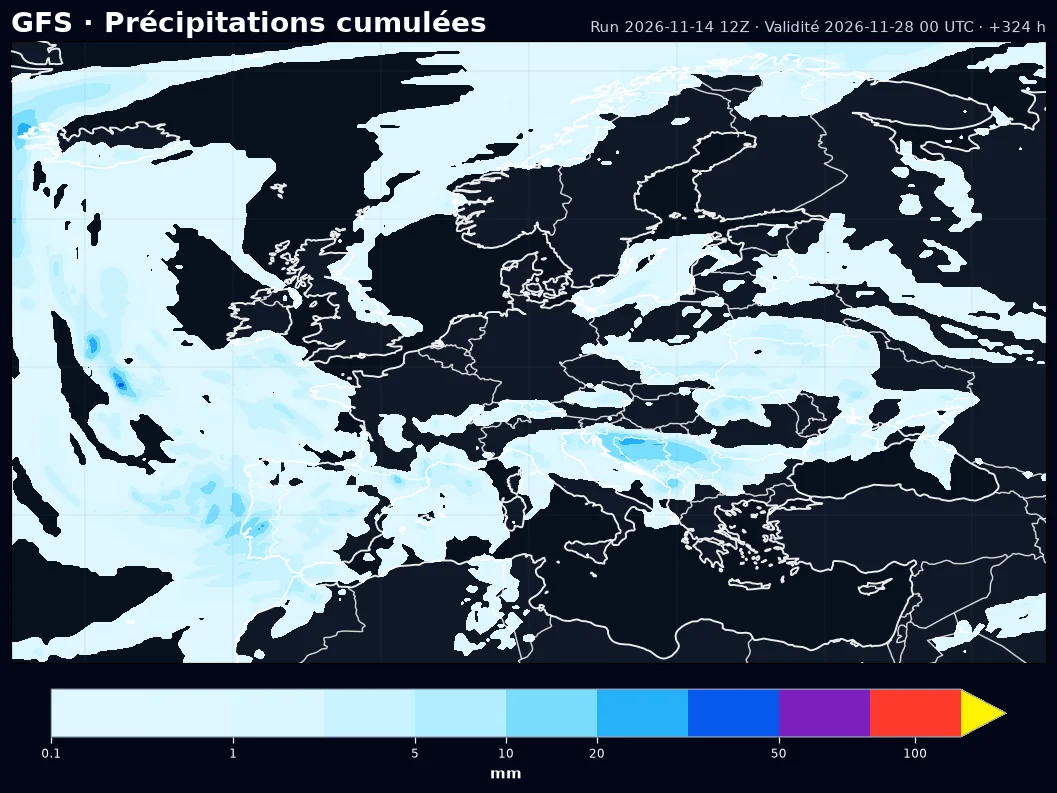 GFS · Précipitations cumulées
Run 2026-11-14 12Z · Validité 2026-11-28 00 UTC · +324 h
0.1 1 5 10 20 50 100
mm